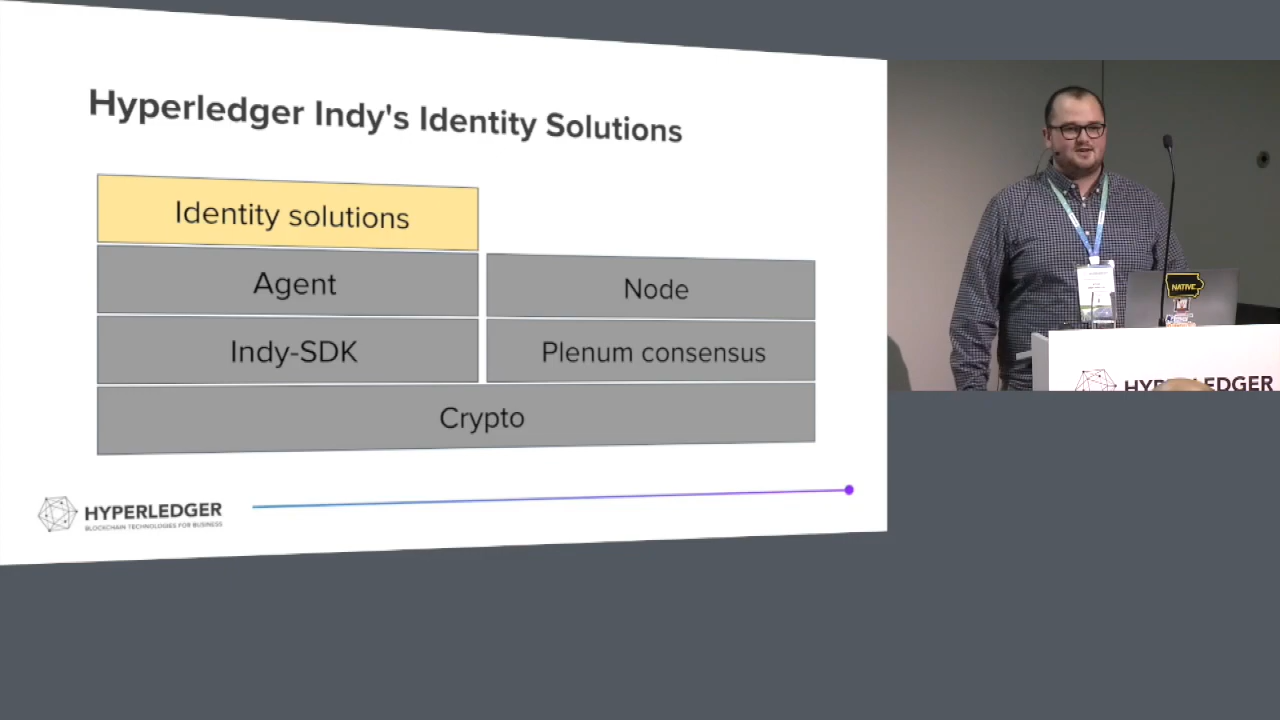 Hyperledger Indy's Identity Solutions
Identity solutions
Agent
Node
Indy-SDK
Plenum consensus
Crypto
HYPERLEDGER
BLOCKCHAIN TECHNOLOGIES FOR BUSINESS
NATIVE
HYPERLEDGER